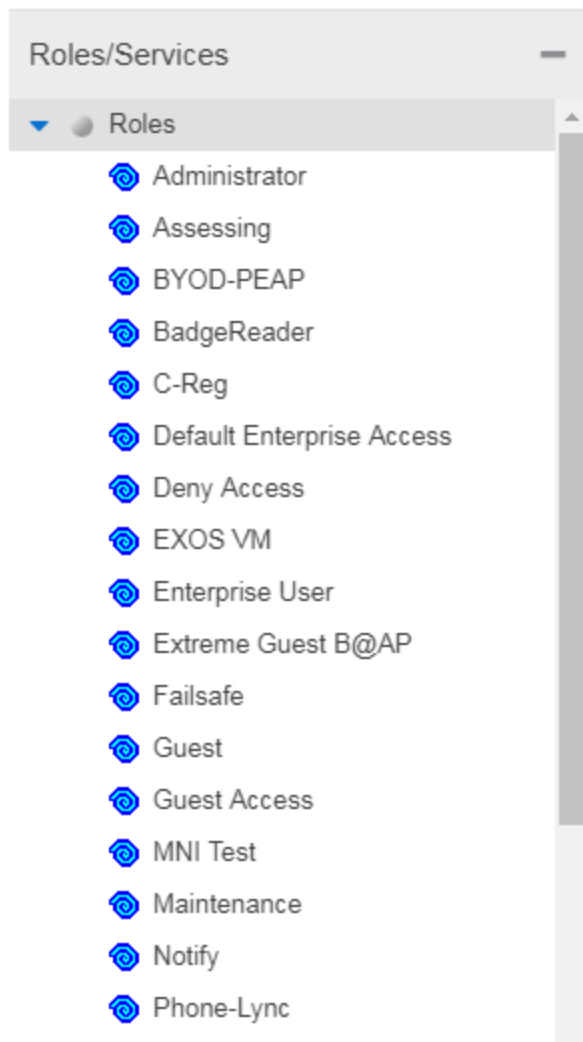 Roles/Services
Roles
Administrator
Assessing
BYOD-PEAP
BadgeReader
C-Reg
Default Enterprise Access
Deny Access
EXOS VM
Enterprise User
Extreme Guest B@AP
Failsafe
Guest
Guest Access
MNI Test
Maintenance
Notify
Phone-Lync